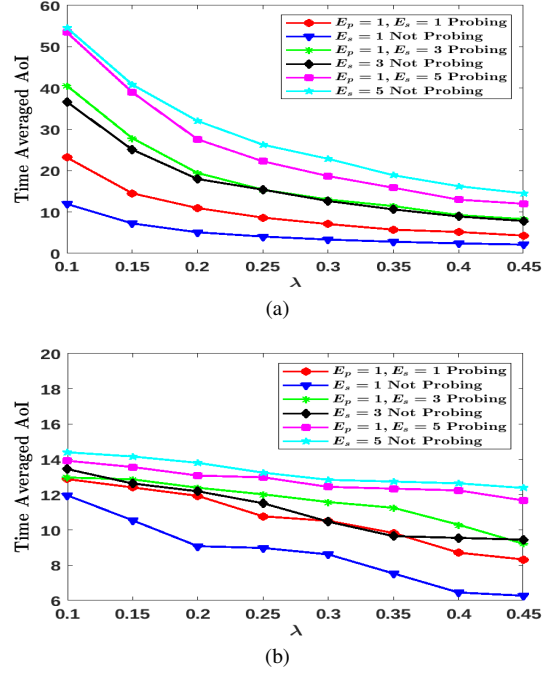 60
50
40
30
20
10
0
Time Averaged AoI
E_p = 1, E_s = 1 Probing
E_s = 1 Not Probing
E_p = 1, E_s = 3 Probing
E_s = 3 Not Probing
E_p = 1, E_s = 5 Probing
E_s = 5 Not Probing
0.1 0.15 0.2 0.25 0.3 0.35 0.4 0.45
λ
(a)
20
18
16
14
12
10
8
6
Time Averaged AoI
E_p = 1, E_s = 1 Probing
E_s = 1 Not Probing
E_p = 1, E_s = 3 Probing
E_s = 3 Not Probing
E_p = 1, E_s = 5 Probing
E_s = 5 Not Probing
0.1 0.15 0.2 0.25 0.3 0.35 0.4 0.45
λ
(b)